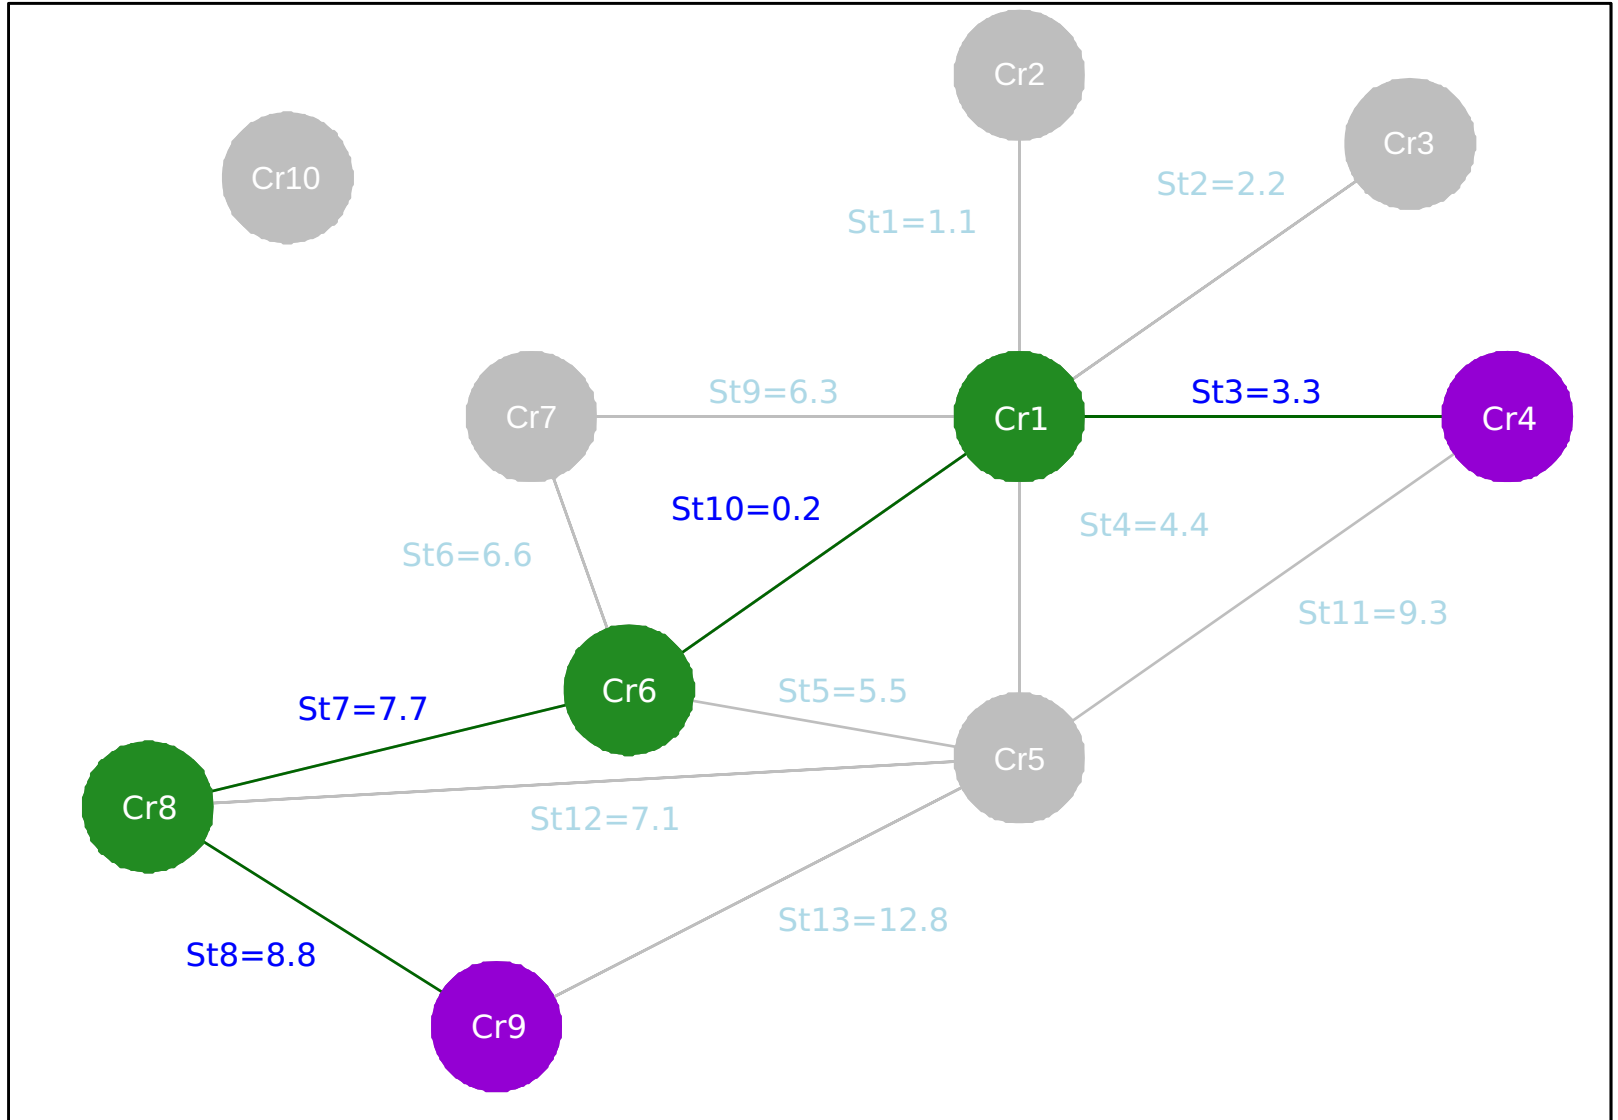 Cr2
Cr3
Cr10
St2=2.2
St1=1.1
St9=6.3
St3=3.3
Cr7
Cr1
Cr4
St10=0.2
St4=4.4
St6=6.6
St11=9.3
Cr6
St5=5.5
St7=7.7
Cr5
Cr8
St12=7.1
St13=12.8
St8=8.8
Cr9